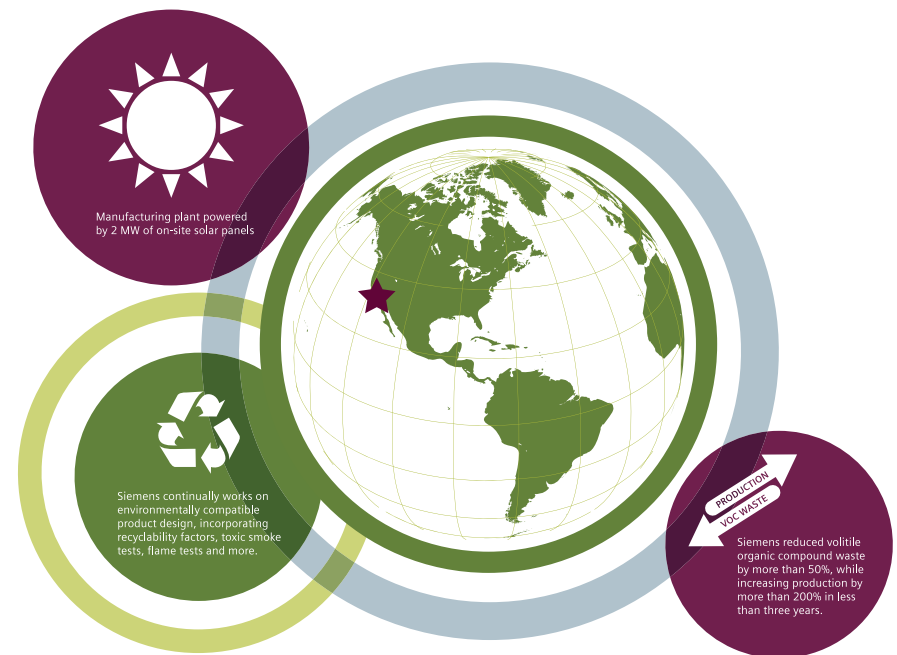 Manufacturing plant powered
by 2 MW of on-site solar panels
Siemens continually works on
environmentally compatible
product design, incorporating
recyclability factors, toxic smoke
tests, flame tests and more.
PRODUCTION
VOC WASTE
Siemens reduced volitile
organic compound waste
by more than 50%, while
increasing production by
more than 200% in less
than three years.